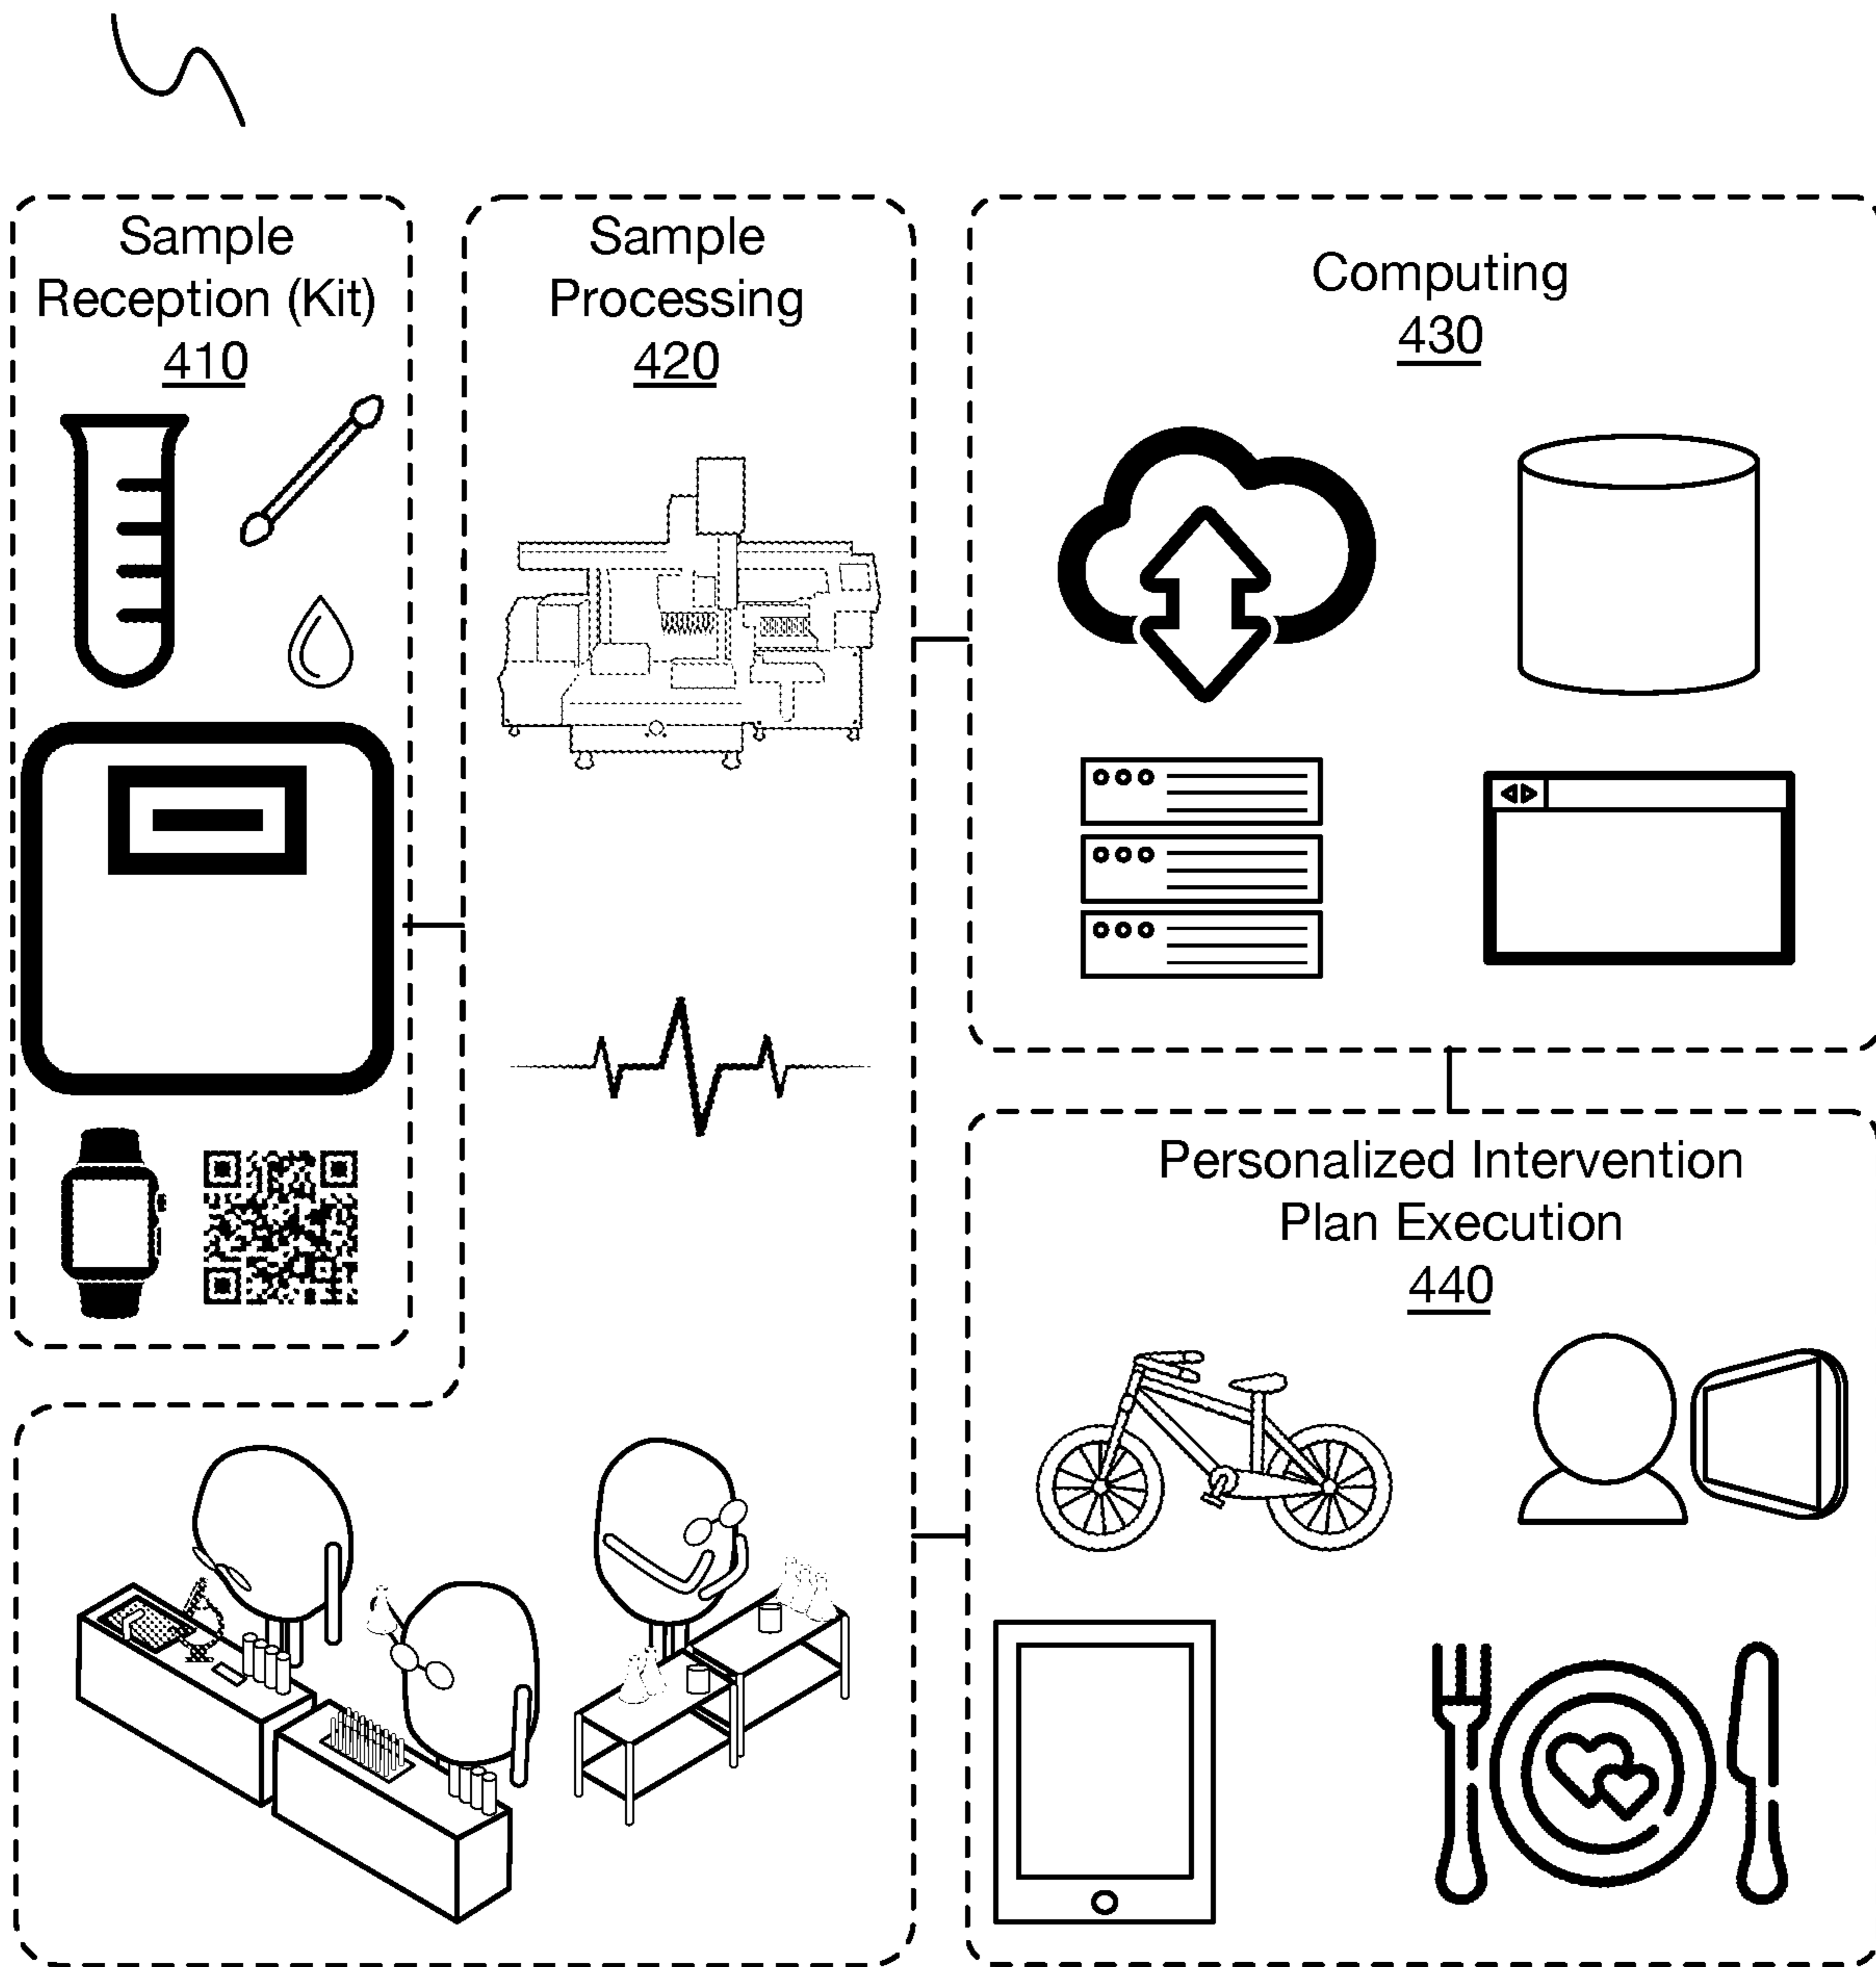 Sample
Reception (Kit)
410
Sample
Processing
420
Computing
430
Personalized Intervention
Plan Execution
440